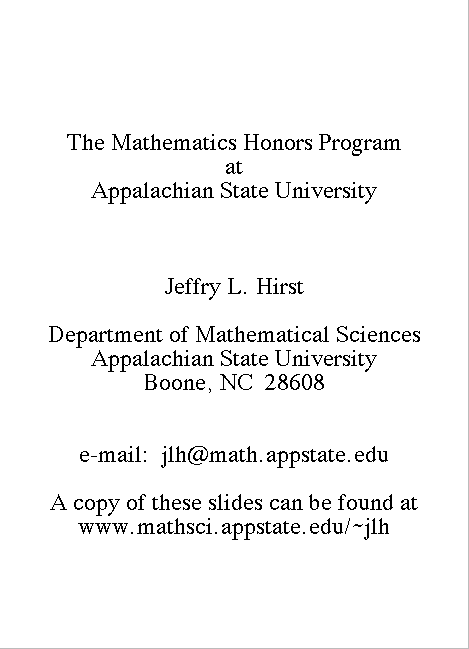 The Mathematics Honors Program
at
Appalachian State University
Jeffry L. Hirst
Department of Mathematical Sciences
Appalachian State University
Boone, NC 28608
e-mail: jlh@math.appstate.edu
A copy of these slides can be found at
www.mathsci.appstate.edu/~jlh